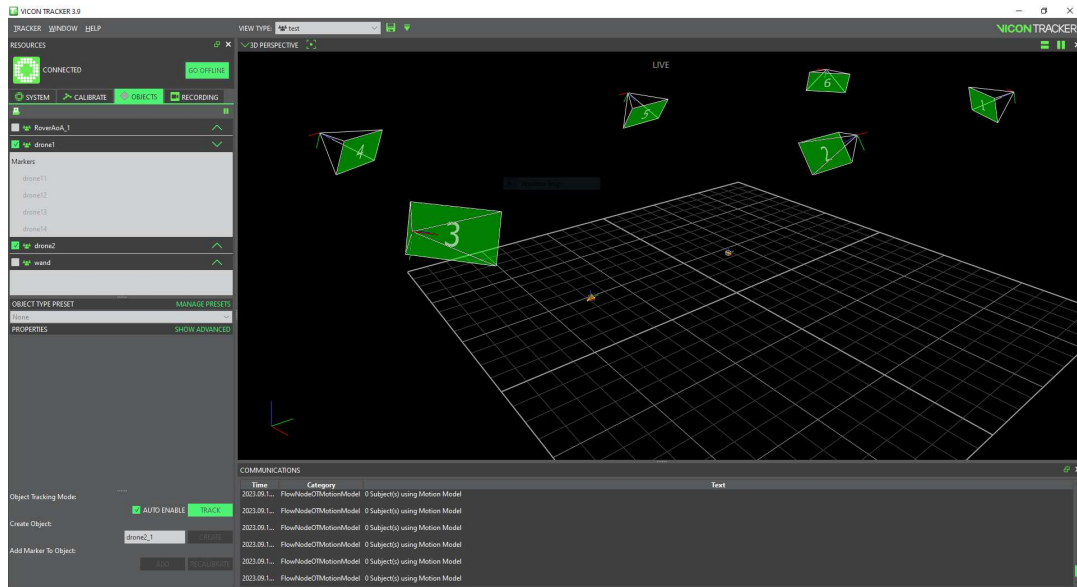 VICON TRACKER 3.9
TRACKER WINDOW HELP
VIEW TYPE: test
VICON TRACKER
RESOURCES
3D PERSPECTIVE
CONNECTED
GO OFFLINE
LIVE
SYSTEM CALIBRATE OBJECTS RECORDING
RoverAoA_1
drone1
Markers
drone11
drone12
drone13
drone14
drone2
wand
OBJECT TYPE PRESET MANAGE PRESETS
None
PROPERTIES SHOW ADVANCED
6
5
1
4
2
3
Object Tracking Mode:
AUTO ENABLE TRACK
Create Object:
drone2_1 CREATE
Add Marker To Object:
ADD RECALIBRATE
COMMUNICATIONS
Time Category Text
2023.09.1... FlowNodeOTMotionModel 0 Subject(s) using Motion Model
2023.09.1... FlowNodeOTMotionModel 0 Subject(s) using Motion Model
2023.09.1... FlowNodeOTMotionModel 0 Subject(s) using Motion Model
2023.09.1... FlowNodeOTMotionModel 0 Subject(s) using Motion Model
2023.09.1... FlowNodeOTMotionModel 0 Subject(s) using Motion Model
2023.09.1... FlowNodeOTMotionModel 0 Subject(s) using Motion Model